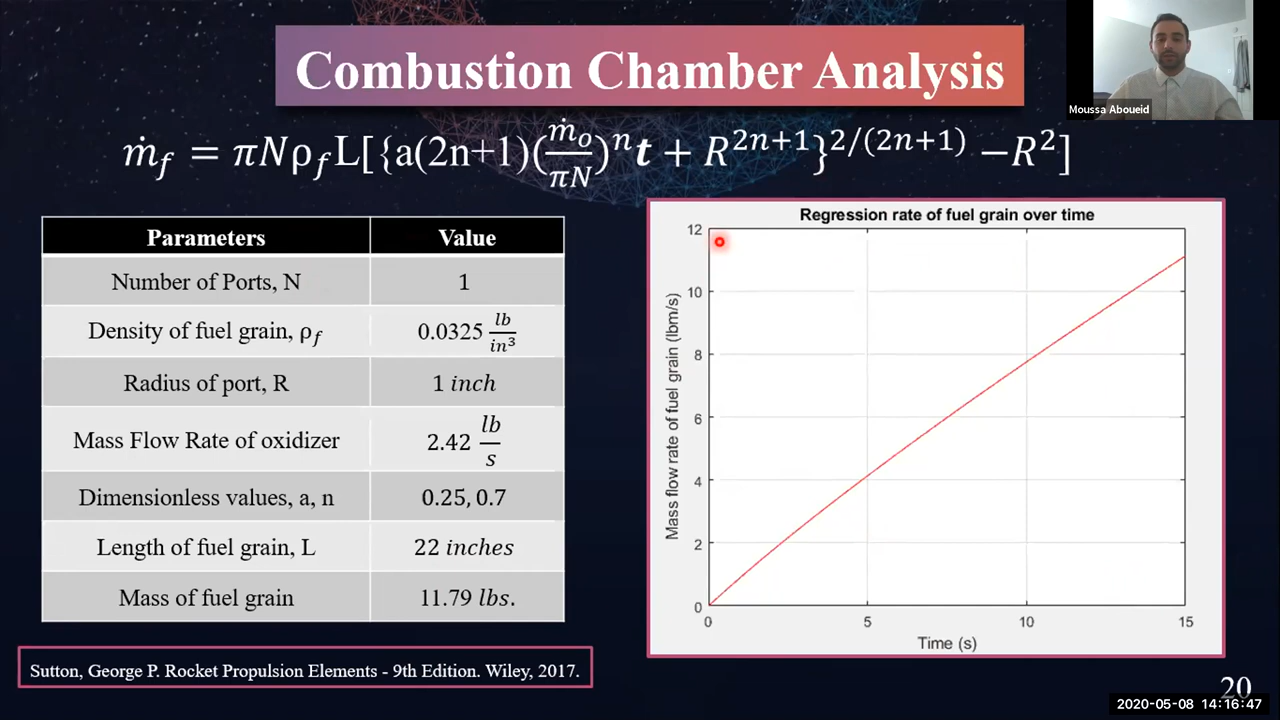 Combustion Chamber Analysis
Moussa Aboueid
ṁ_f = πNρ_fL[{a(2n+1)(ṁ_o/πN)^n t + R^{2n+1}}^{2/(2n+1)} −R^2]
Parameters Value
Number of Ports, N 1
Density of fuel grain, ρ_f 0.0325 lb/in^3
Radius of port, R 1 inch
Mass Flow Rate of oxidizer 2.42 lb/s
Dimensionless values, a, n 0.25, 0.7
Length of fuel grain, L 22 inches
Mass of fuel grain 11.79 lbs.
Sutton, George P. Rocket Propulsion Elements - 9th Edition. Wiley, 2017.
Regression rate of fuel grain over time
Mass flow rate of fuel grain (lbm/s)
12
10
8
6
4
2
0
0 5 10 15
Time (s)
20
2020-05-08 14:16:47